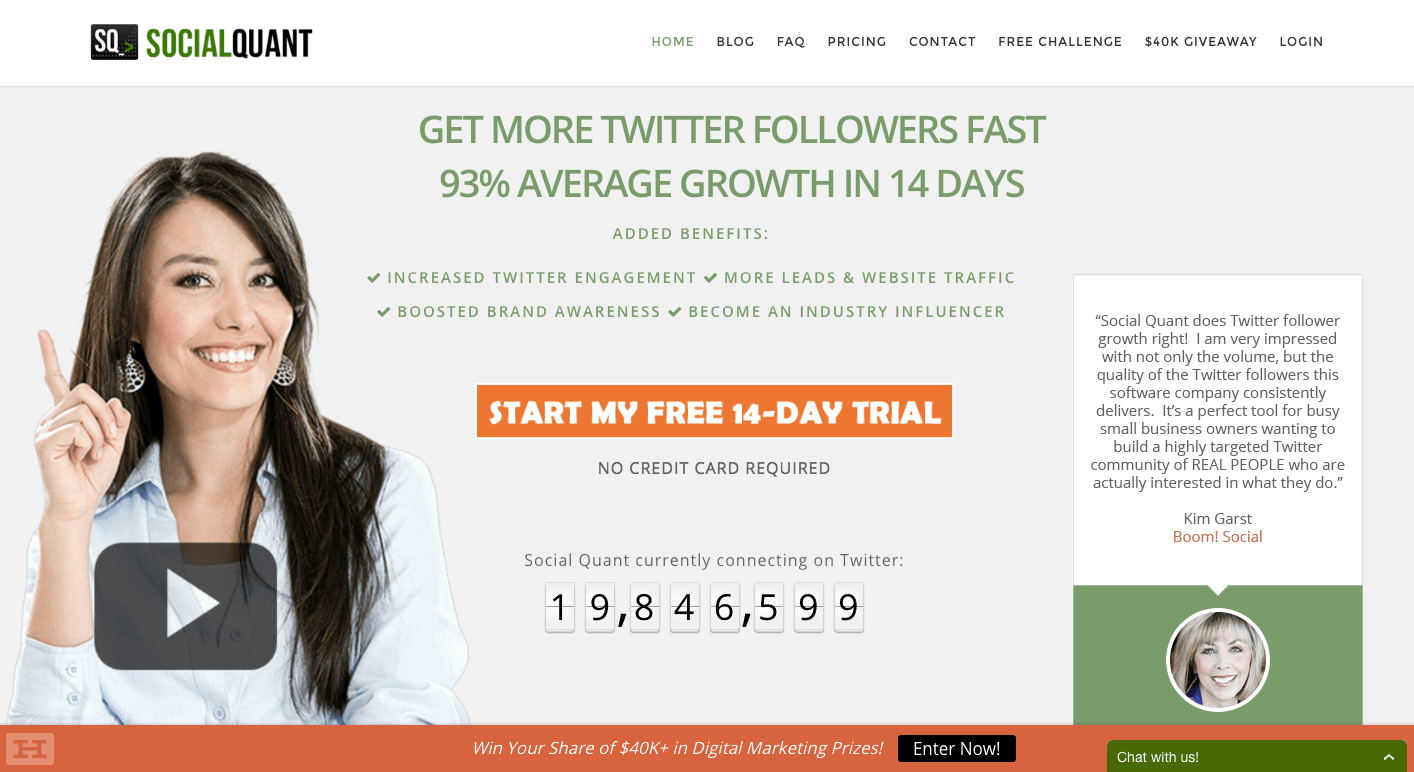 SQ_> SOCIALQUANT
HOME BLOG FAQ PRICING CONTACT FREE CHALLENGE $40K GIVEAWAY LOGIN
GET MORE TWITTER FOLLOWERS FAST
93% AVERAGE GROWTH IN 14 DAYS
ADDED BENEFITS:
✓ INCREASED TWITTER ENGAGEMENT ✓ MORE LEADS & WEBSITE TRAFFIC
✓ BOOSTED BRAND AWARENESS ✓ BECOME AN INDUSTRY INFLUENCER
START MY FREE 14-DAY TRIAL
NO CREDIT CARD REQUIRED
Social Quant currently connecting on Twitter:
19,846,599
“Social Quant does Twitter follower
growth right! I am very impressed
with not only the volume, but the
quality of the Twitter followers this
software company consistently
delivers. It’s a perfect tool for busy
small business owners wanting to
build a highly targeted Twitter
community of REAL PEOPLE who are
actually interested in what they do.”
Kim Garst
Boom! Social
Win Your Share of $40K+ in Digital Marketing Prizes! Enter Now!
Chat with us!